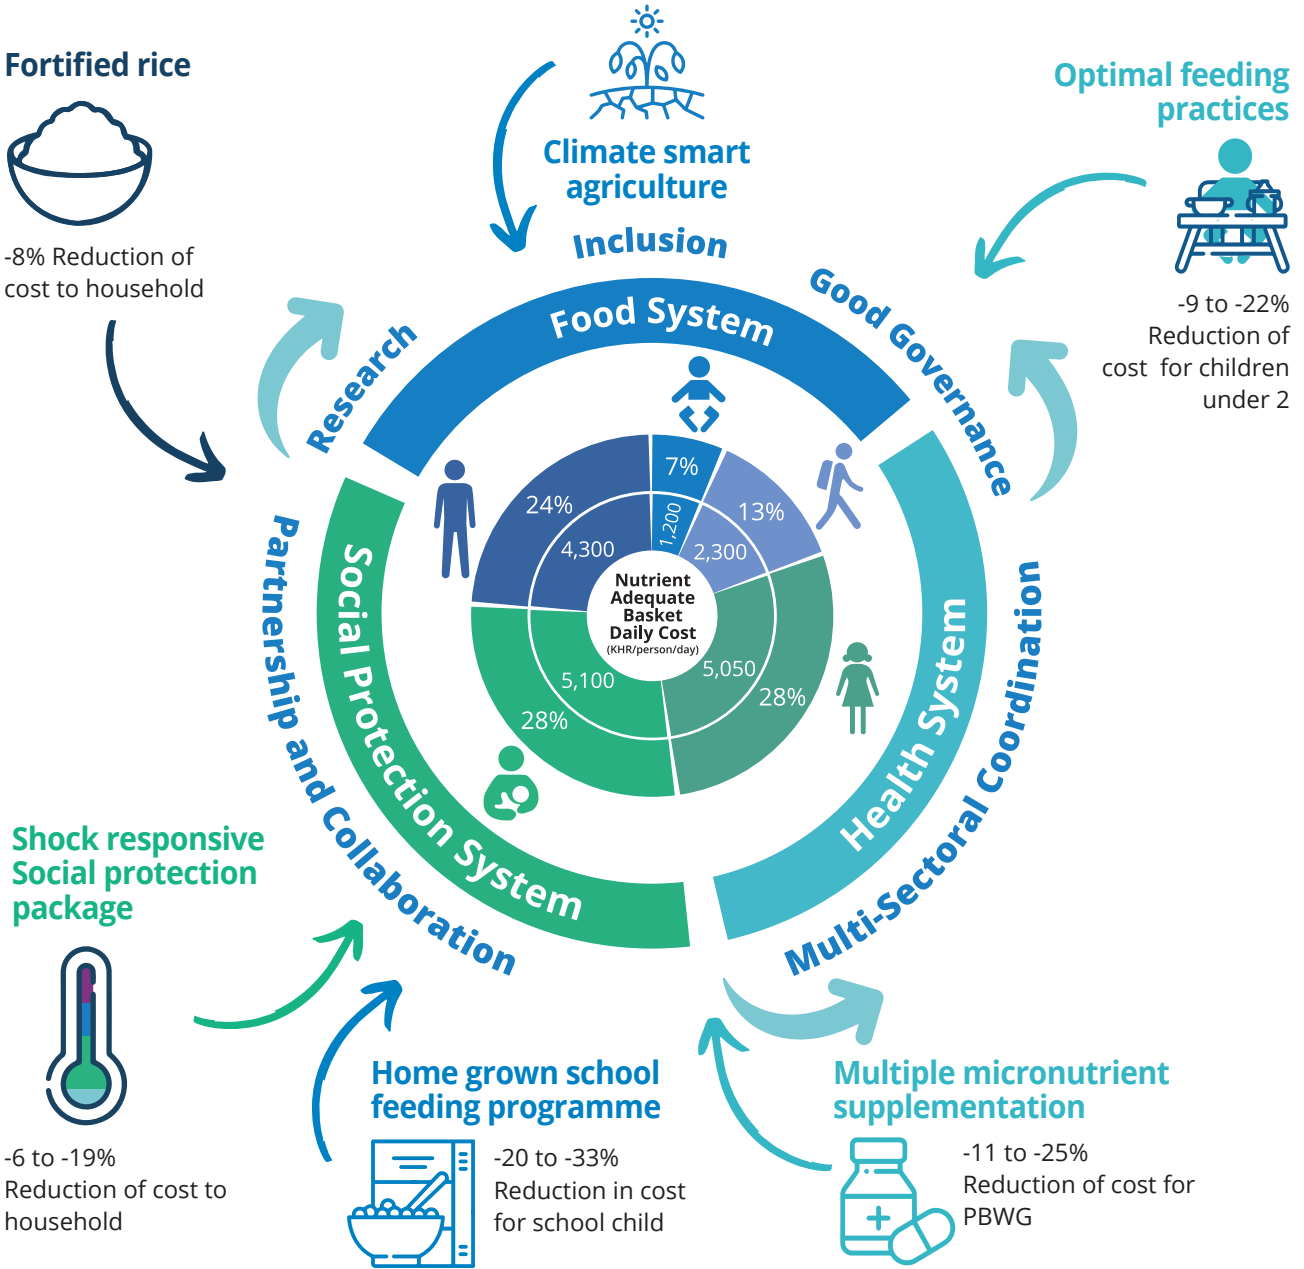 Fortified rice
-8% Reduction of
cost to household
Climate smart
agriculture
Optimal feeding
practices
-9 to -22%
Reduction of
cost for children
under 2
Inclusion
Good Governance
Research
Partnership and Collaboration
Multi-Sectoral Coordination
Food System
Health System
Social Protection System
7%
1,200
13%
2,300
24%
4,300
Nutrient
Adequate
Basket
Daily Cost
(KHR/person/day)
5,050
28%
5,100
28%
Shock responsive
Social protection
package
-6 to -19%
Reduction of cost to
household
Home grown school
feeding programme
-20 to -33%
Reduction in cost
for school child
Multiple micronutrient
supplementation
-11 to -25%
Reduction of cost for
PBWG